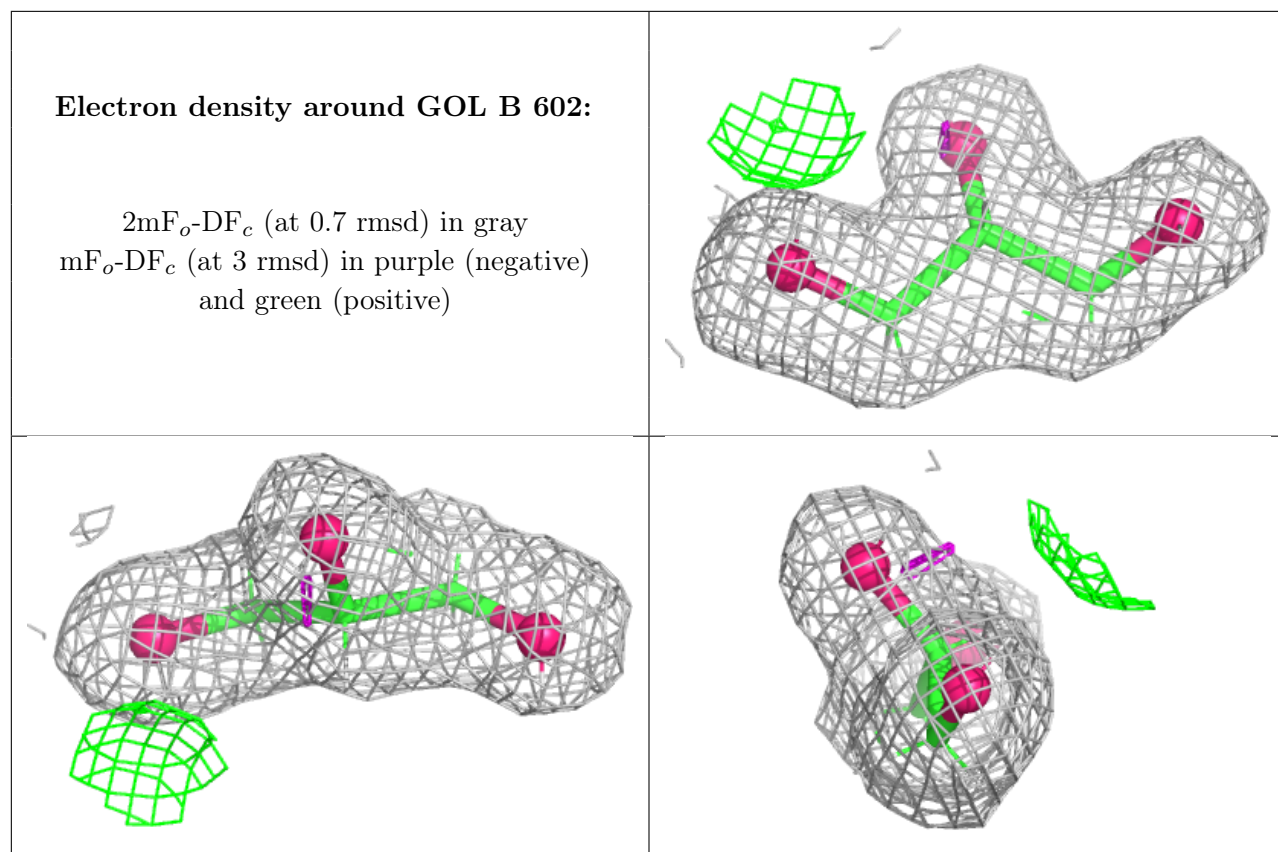 Electron density around GOL B 602:
2mFo-DFc (at 0.7 rmsd) in gray
mFo-DFc (at 3 rmsd) in purple (negative)
and green (positive)